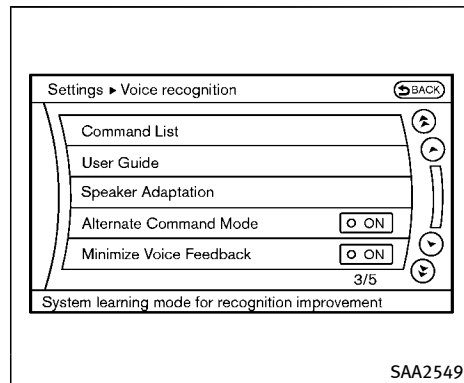 Settings ▸ Voice recognition BACK
Command List
User Guide
Speaker Adaptation
Alternate Command Mode ON
Minimize Voice Feedback ON
3/5
System learning mode for recognition improvement
SAA2549